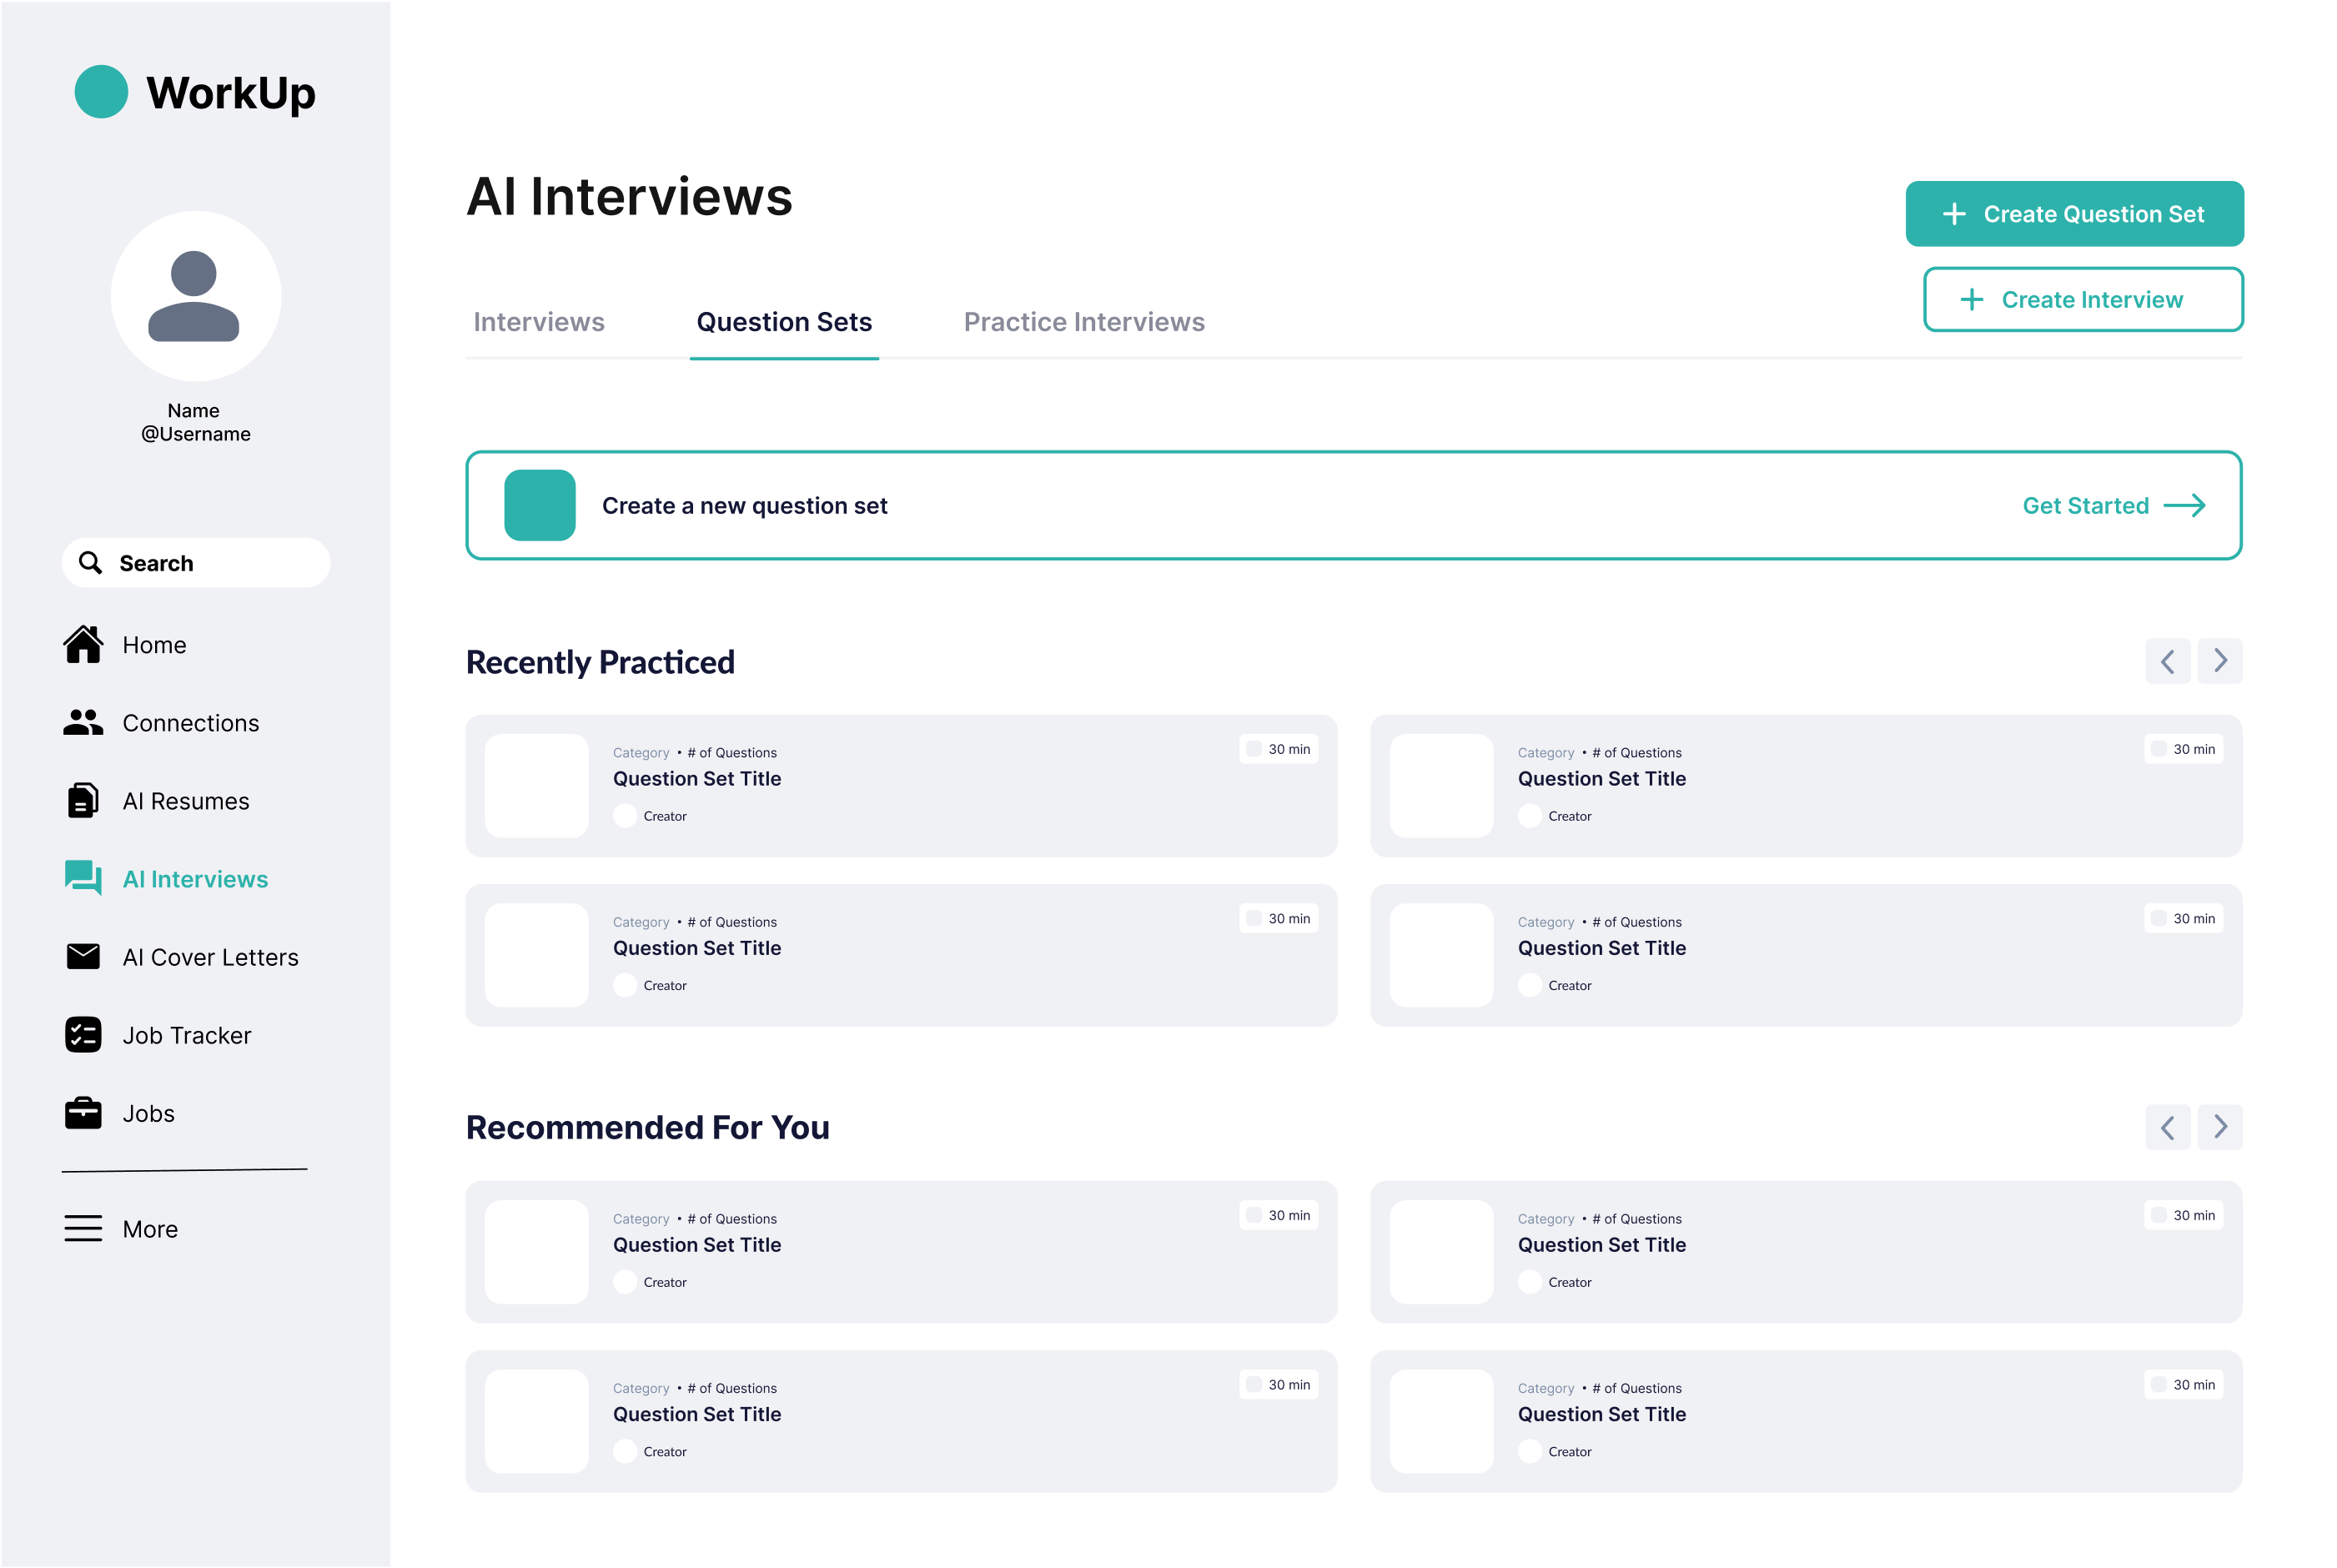 WorkUp
Name
@Username
Search
Home
Connections
AI Resumes
AI Interviews
AI Cover Letters
Job Tracker
Jobs
More
AI Interviews
+ Create Question Set
+ Create Interview
Interviews Question Sets Practice Interviews
Create a new question set Get Started →
Recently Practiced
Category • # of Questions
Question Set Title
Creator
30 min
Category • # of Questions
Question Set Title
Creator
30 min
Category • # of Questions
Question Set Title
Creator
30 min
Category • # of Questions
Question Set Title
Creator
30 min
Recommended For You
Category • # of Questions
Question Set Title
Creator
30 min
Category • # of Questions
Question Set Title
Creator
30 min
Category • # of Questions
Question Set Title
Creator
30 min
Category • # of Questions
Question Set Title
Creator
30 min